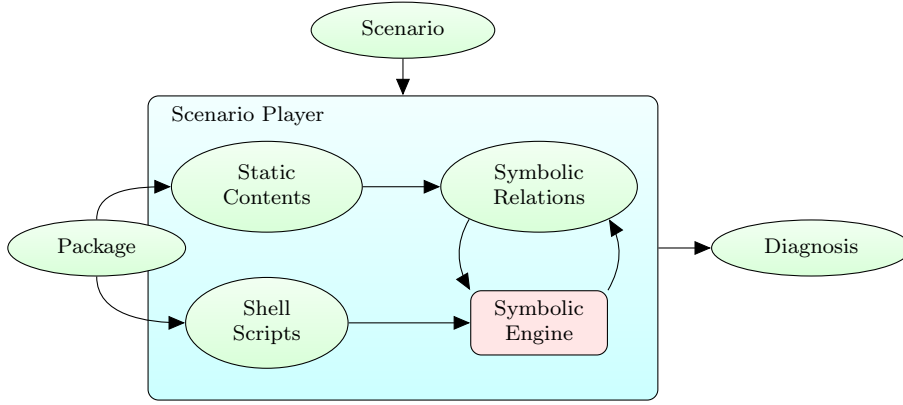 Scenario
Scenario Player
Static
Contents
Symbolic
Relations
Package
Diagnosis
Shell
Scripts
Symbolic
Engine